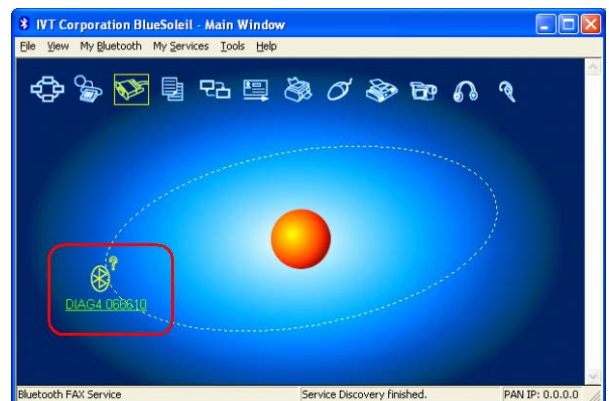 IVT Corporation BlueSoleil - Main Window
File View My Bluetooth My Services Tools Help
?
DIAG4 066610
Bluetooth FAX Service Service Discovery finished. PAN IP: 0.0.0.0